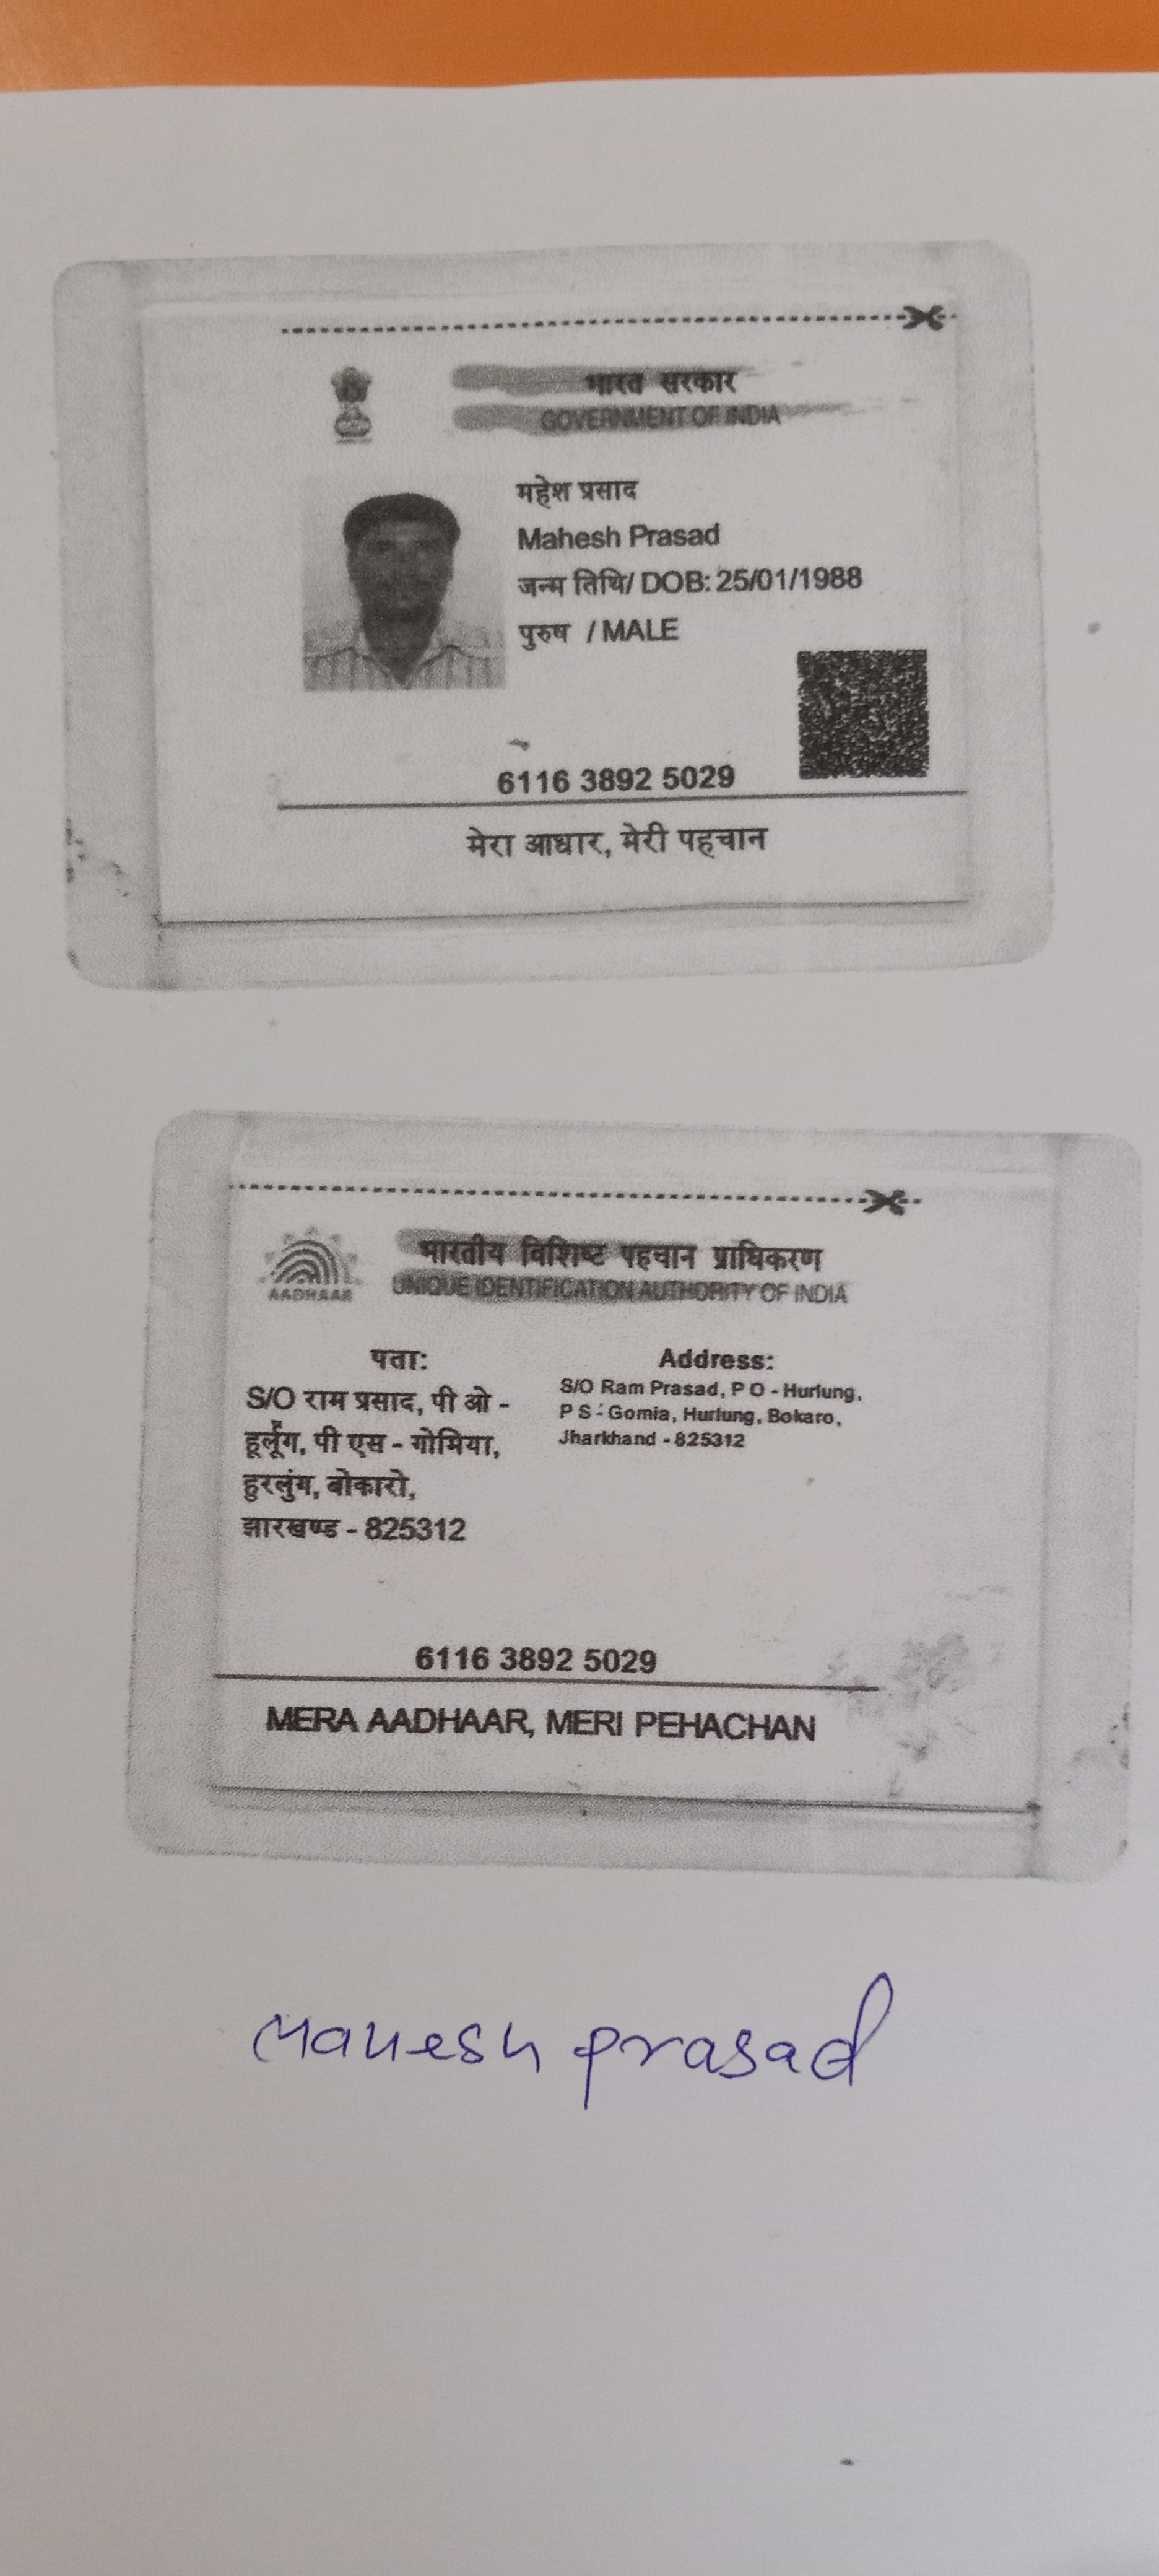 भारत सरकार
GOVERNMENT OF INDIA
महेश प्रसाद
Mahesh Prasad
जन्म तिथि/ DOB: 25/01/1988
पुरुष / MALE
6116 3892 5029
मेरा आधार, मेरी पहचान
भारतीय विशिष्ट पहचान प्राधिकरण
UNIQUE IDENTIFICATION AUTHORITY OF INDIA
AADHAAR
पता:
S/O राम प्रसाद, पी ओ -
हूर्लूंग, पी एस - गोमिया,
हुरलुंग, बोकारो,
झारखण्ड - 825312
Address:
S/O Ram Prasad, P O - Hurlung,
P S - Gomia, Hurlung, Bokaro,
Jharkhand - 825312
6116 3892 5029
MERA AADHAAR, MERI PEHACHAN
Mahesh prasad